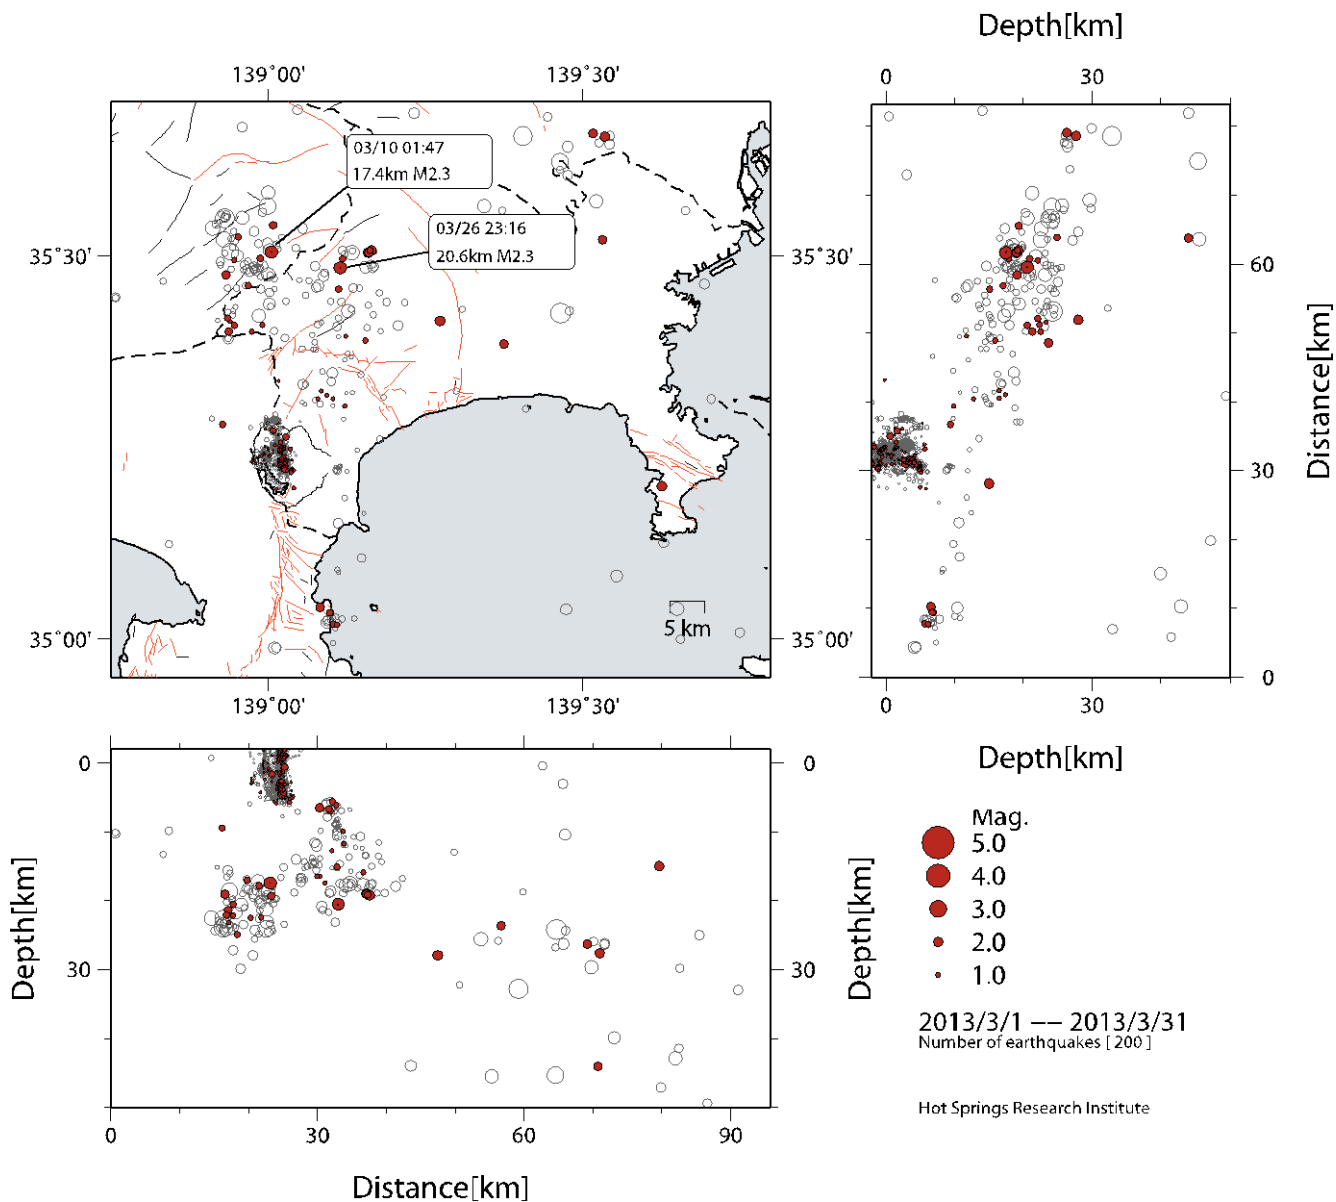 Depth[km]
139°00'
139°30'
0
30
03/10 01:47
17.4km M2.3
03/26 23:16
20.6km M2.3
35°30'
35°30'
60
Distance[km]
30
5 km
35°00'
35°00'
0
139°00'
139°30'
0
30
Depth[km]
0
0
Mag.
5.0
4.0
3.0
2.0
1.0
Depth[km]
Depth[km]
30
30
2013/3/1 –– 2013/3/31
Number of earthquakes [ 200 ]
Hot Springs Research Institute
0
30
60
90
Distance[km]